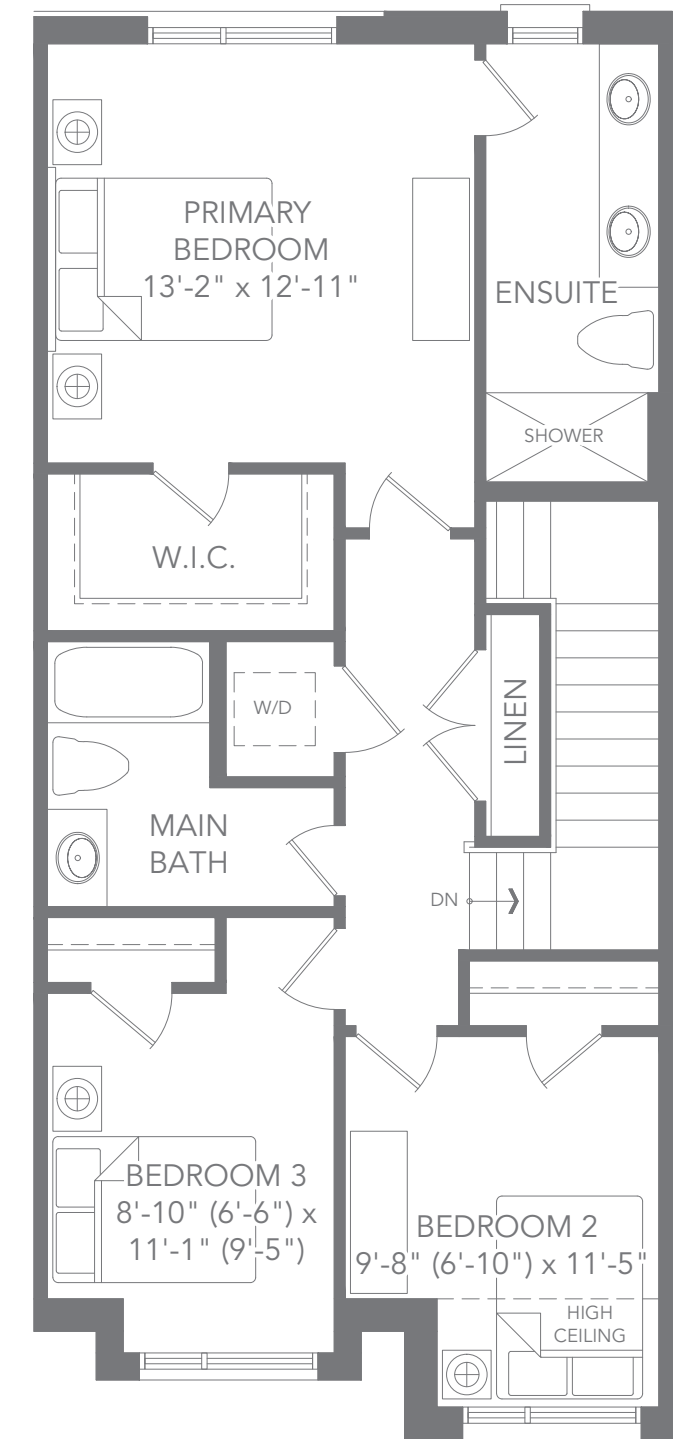 PRIMARY
BEDROOM
13'-2" x 12'-11"
ENSUITE
SHOWER
W.I.C.
W/D
LINEN
MAIN
BATH
DN
BEDROOM 3
8'-10" (6'-6") x
11'-1" (9'-5")
BEDROOM 2
9'-8" (6'-10") x 11'-5"
HIGH
CEILING